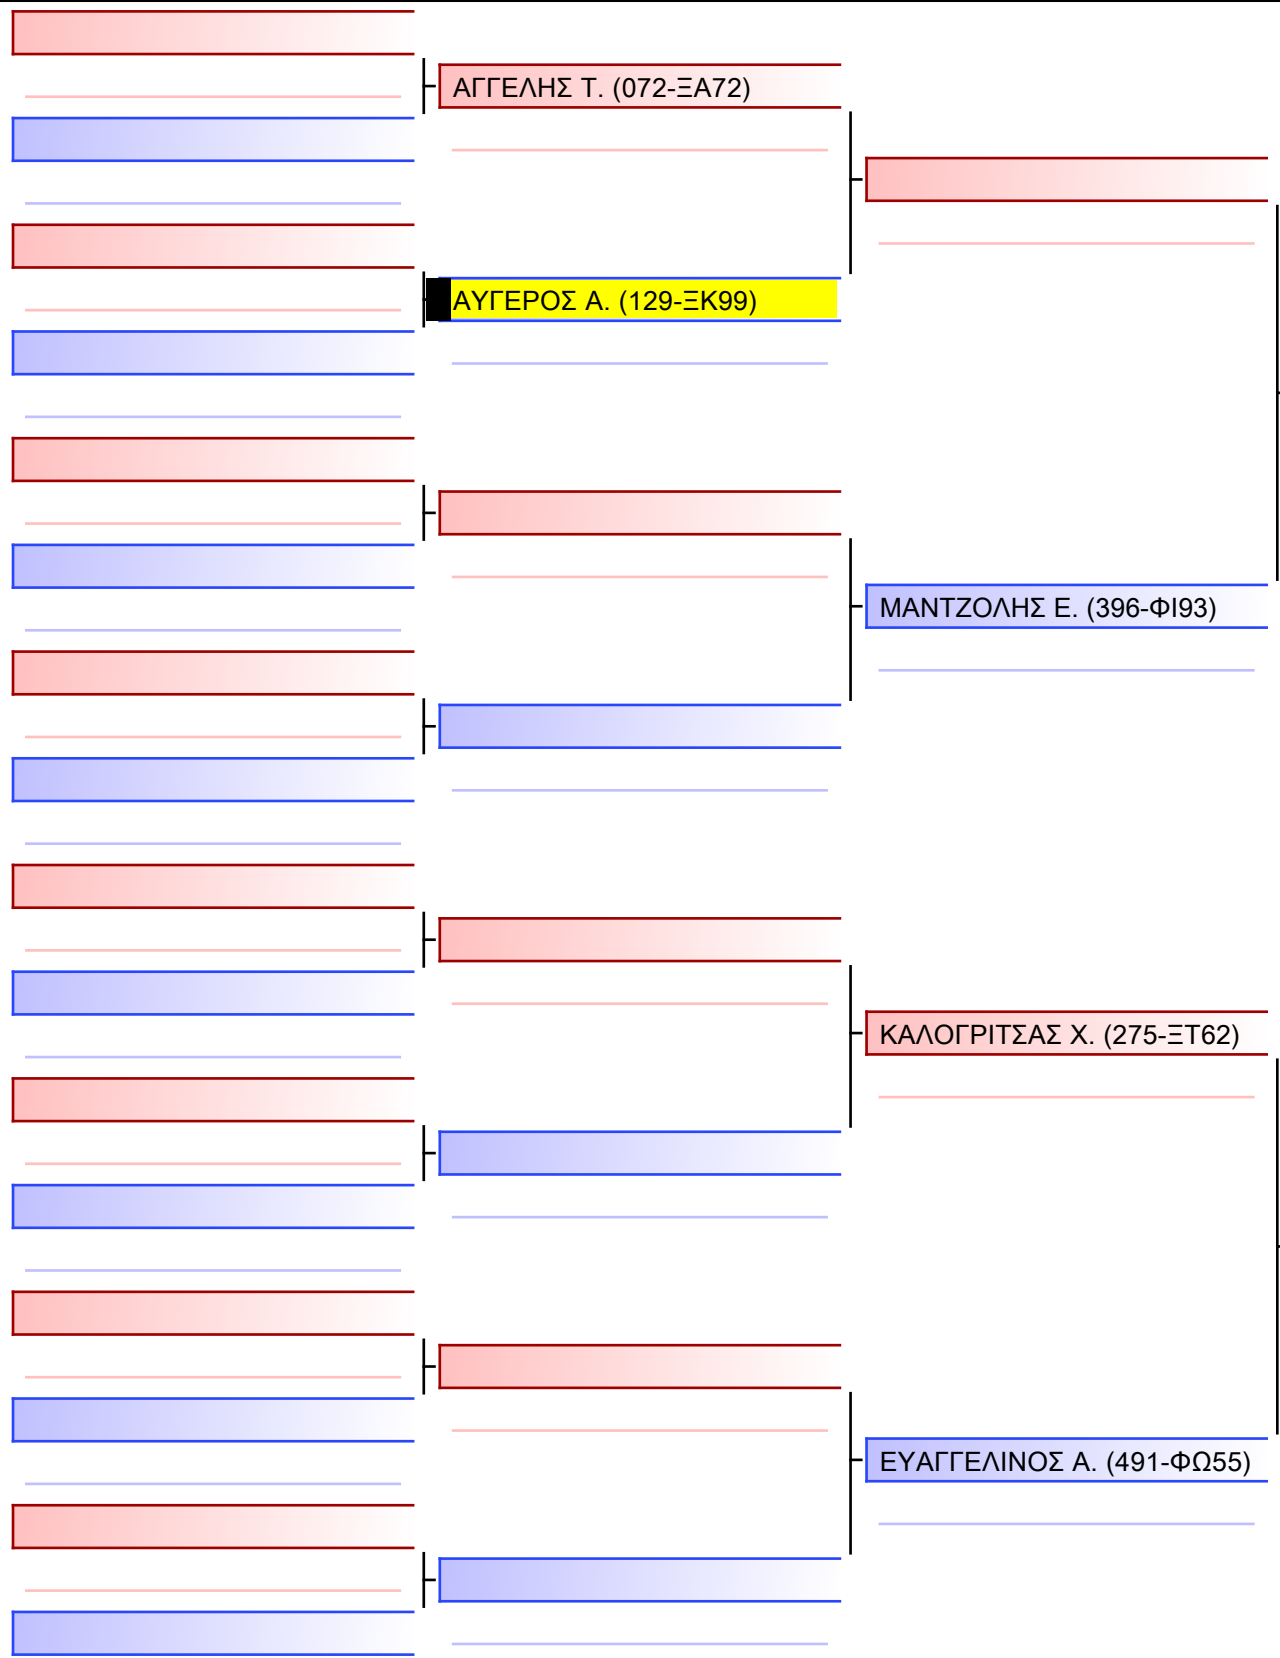 ΑΓΓΕΛΗΣ Τ. (072-ΞΑ72)
ΑΥΓΕΡΟΣ Α. (129-ΞΚ99)
ΜΑΝΤΖΟΛΗΣ Ε. (396-ΦΙ93)
ΚΑΛΟΓΡΙΤΣΑΣ Χ. (275-ΞΤ62)
ΕΥΑΓΓΕΛΙΝΟΣ Α. (491-ΦΩ55)